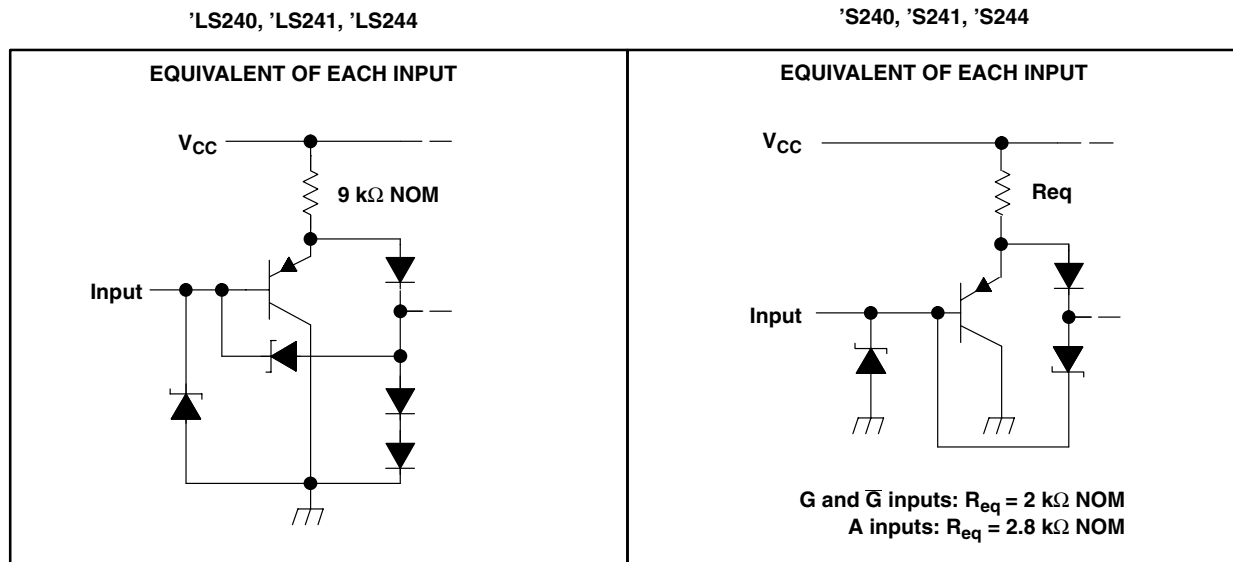 ’LS240, ’LS241, ’LS244
’S240, ’S241, ’S244
EQUIVALENT OF EACH INPUT
VCC
9 kΩ NOM
Input
EQUIVALENT OF EACH INPUT
VCC
Req
Input
G and G̅ inputs: Req = 2 kΩ NOM
A inputs: Req = 2.8 kΩ NOM